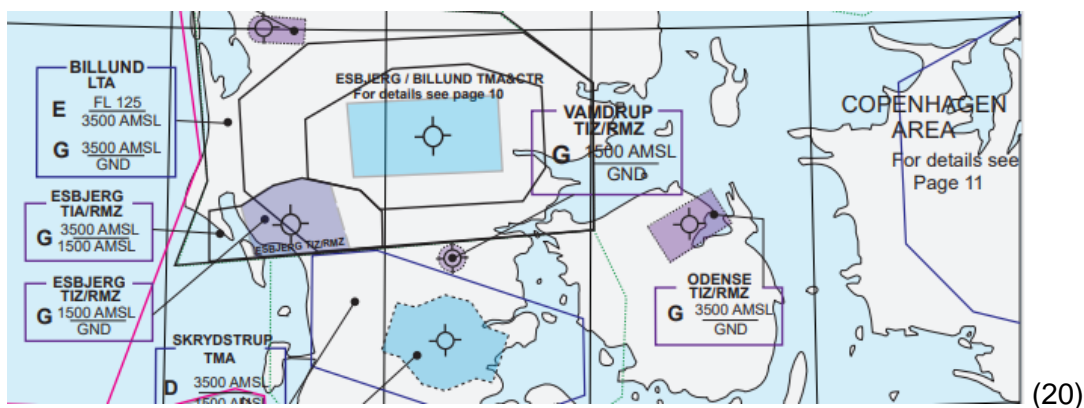 BILLUND
LTA
E FL 125
3500 AMSL
G 3500 AMSL
GND
ESBJERG / BILLUND TMA&CTR
For details see page 10
VAMDRUP
TIZ/RMZ
G 1500 AMSL
GND
COPENHAGEN
AREA
For details see
Page 11
ESBJERG
TIA/RMZ
G 3500 AMSL
1500 AMSL
ESBJERG TIZ/RMZ
ESBJERG
TIZ/RMZ
G 1500 AMSL
GND
ODENSE
TIZ/RMZ
G 3500 AMSL
GND
SKRYDSTRUP
TMA
D 3500 AMSL
1500 AMSL
(20)